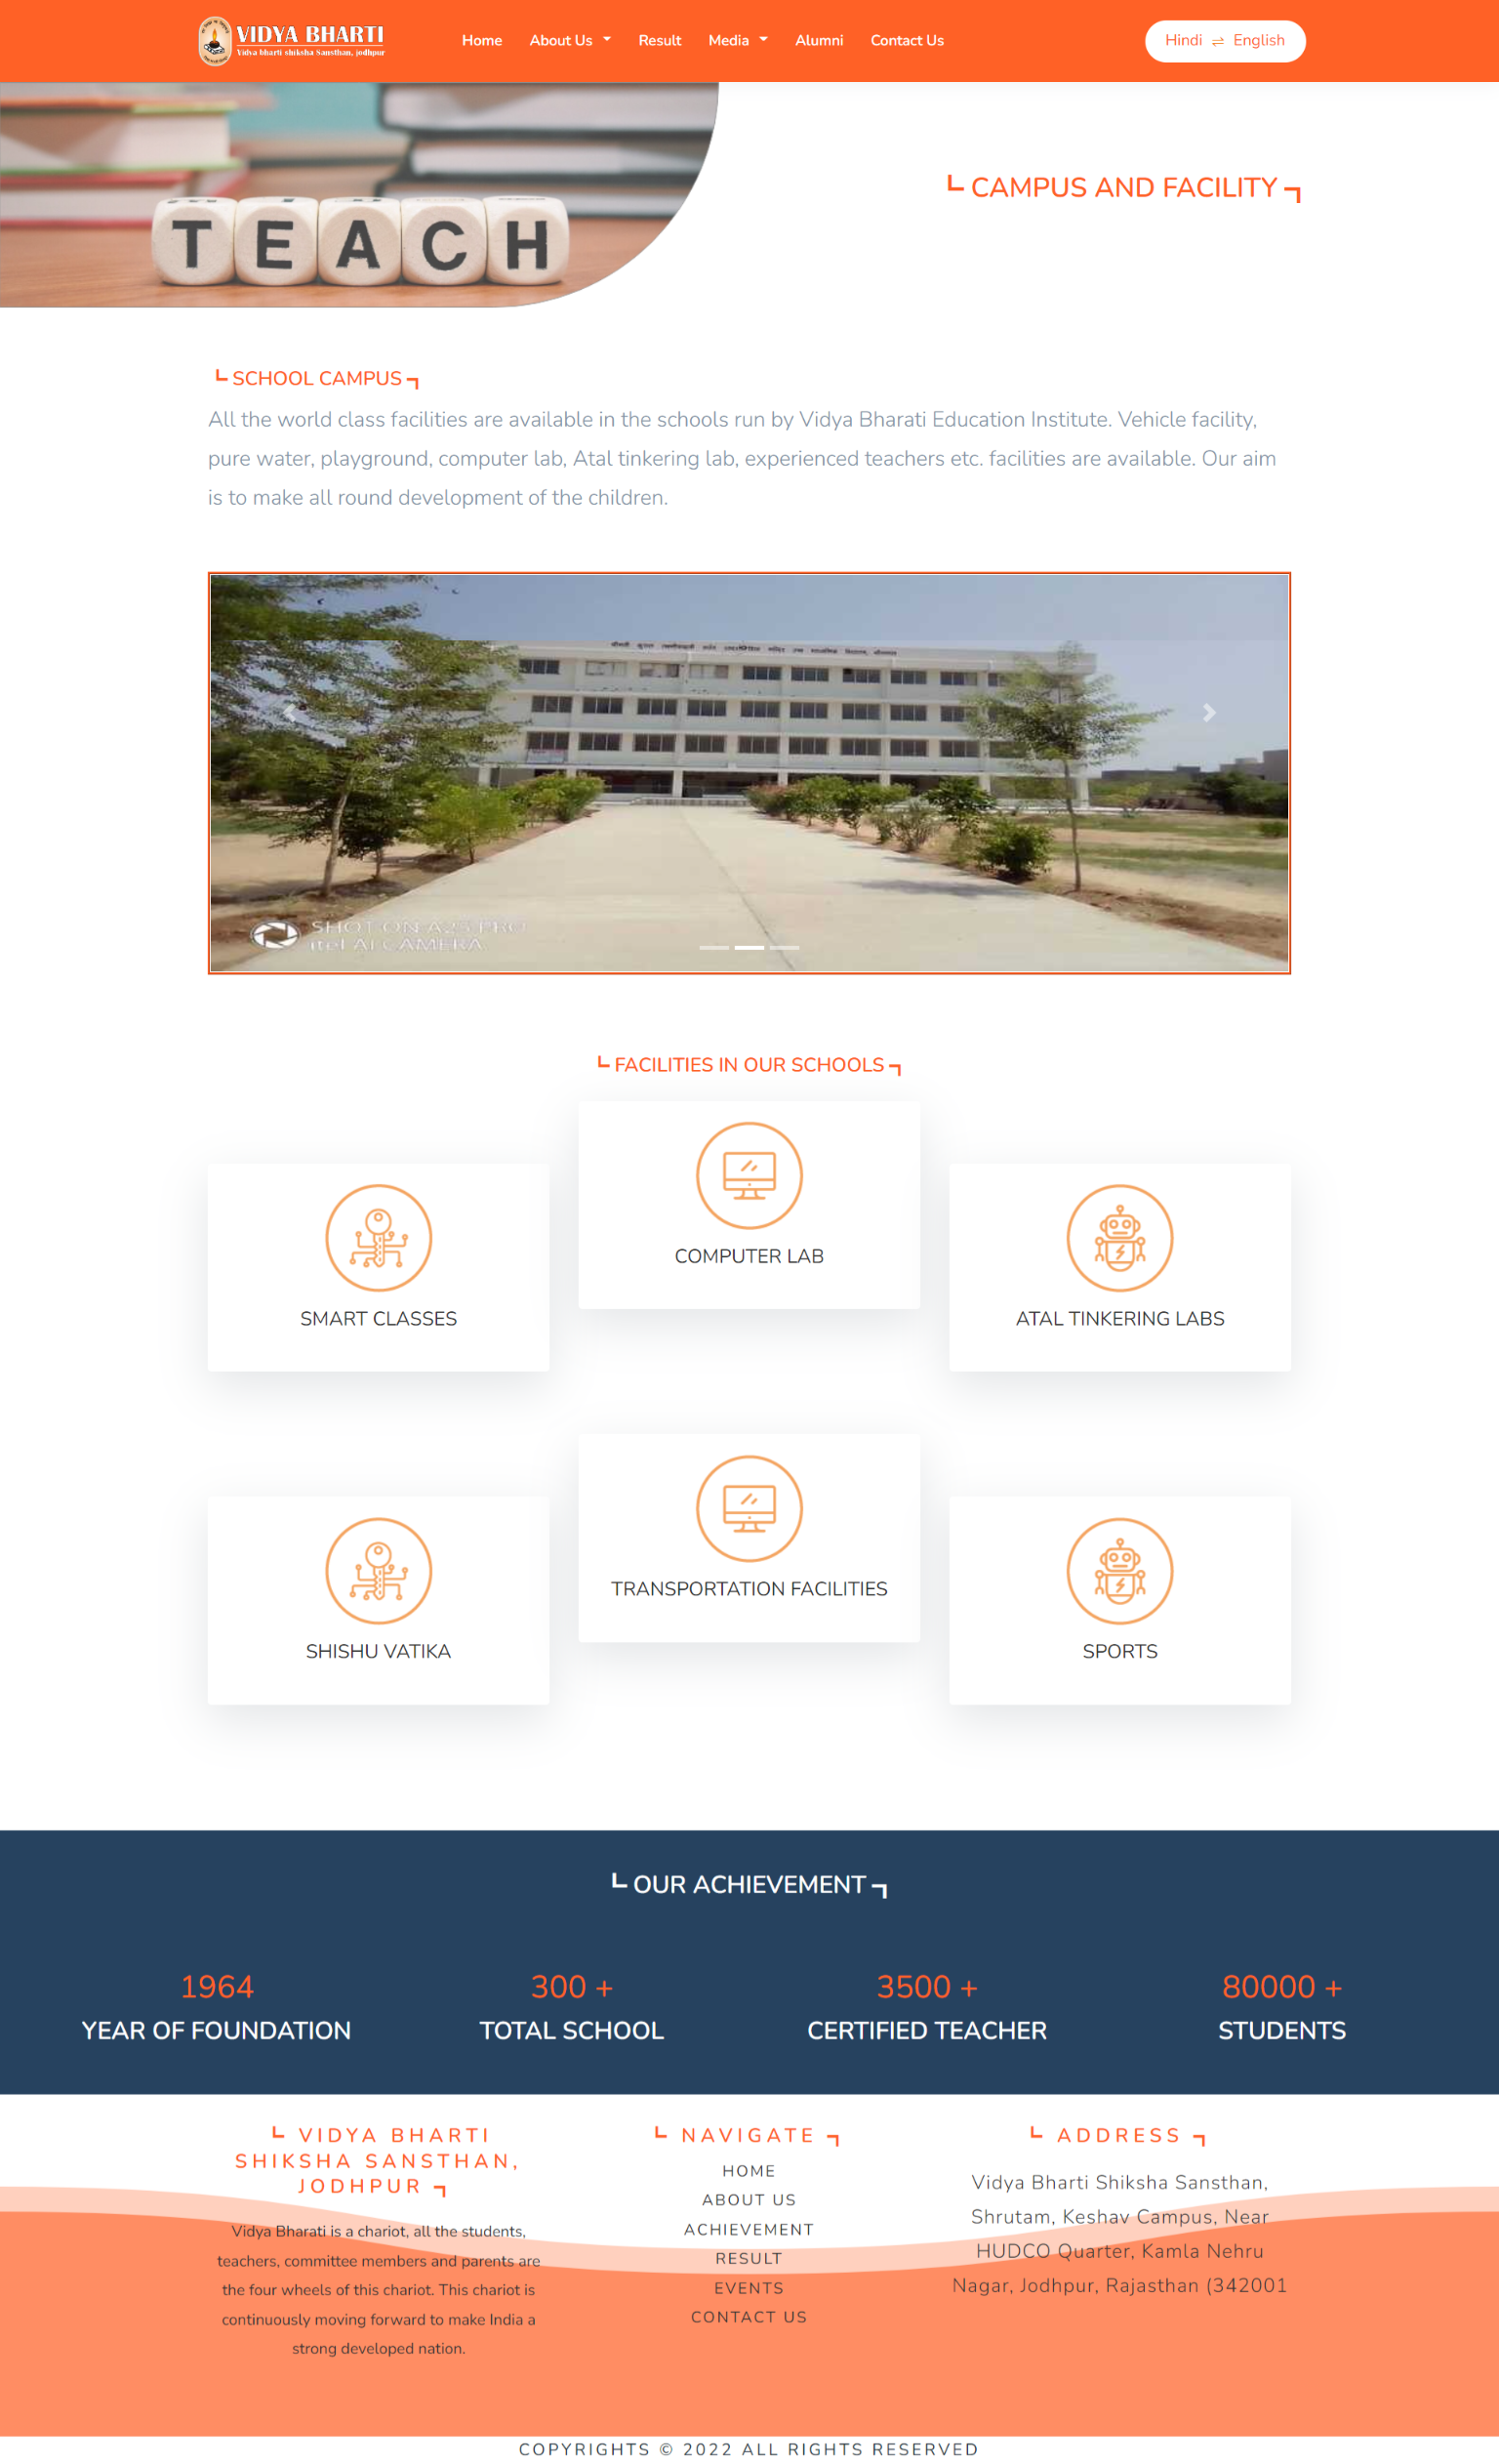 VIDYA BHARTI
Vidya bharti shiksha Sansthan, jodhpur
Home About Us Result Media Alumni Contact Us
Hindi ⇌ English
TEACH
CAMPUS AND FACILITY
SCHOOL CAMPUS
All the world class facilities are available in the schools run by Vidya Bharati Education Institute. Vehicle facility,
pure water, playground, computer lab, Atal tinkering lab, experienced teachers etc. facilities are available. Our aim
is to make all round development of the children.
SHOT ON A25 PRO
itel AI CAMERA
FACILITIES IN OUR SCHOOLS
SMART CLASSES
COMPUTER LAB
ATAL TINKERING LABS
SHISHU VATIKA
TRANSPORTATION FACILITIES
SPORTS
OUR ACHIEVEMENT
1964
YEAR OF FOUNDATION
300 +
TOTAL SCHOOL
3500 +
CERTIFIED TEACHER
80000 +
STUDENTS
VIDYA BHARTI
SHIKSHA SANSTHAN,
JODHPUR
Vidya Bharati is a chariot, all the students,
teachers, committee members and parents are
the four wheels of this chariot. This chariot is
continuously moving forward to make India a
strong developed nation.
NAVIGATE
HOME
ABOUT US
ACHIEVEMENT
RESULT
EVENTS
CONTACT US
ADDRESS
Vidya Bharti Shiksha Sansthan,
Shrutam, Keshav Campus, Near
HUDCO Quarter, Kamla Nehru
Nagar, Jodhpur, Rajasthan (342001
COPYRIGHTS © 2022 ALL RIGHTS RESERVED